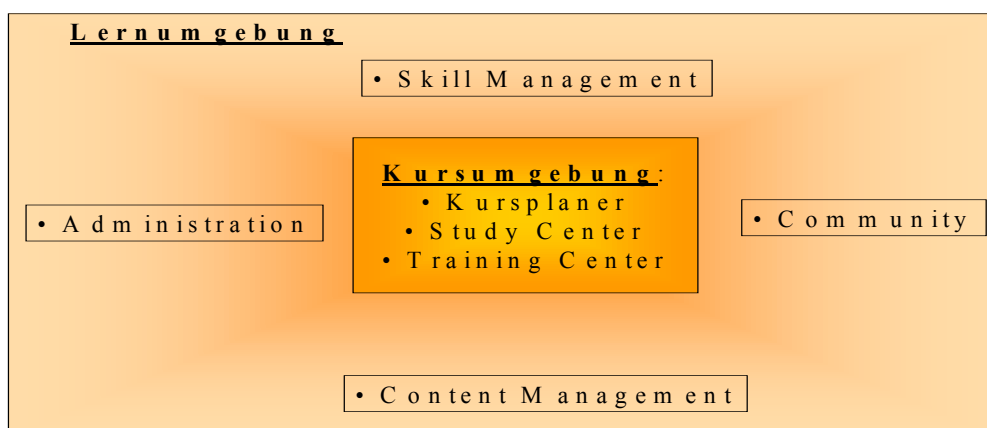 Lernumgebung
• Skill Management
Kursumgebung:
• Kursplaner
• Study Center
• Training Center
• Administration
• Community
• Content Management